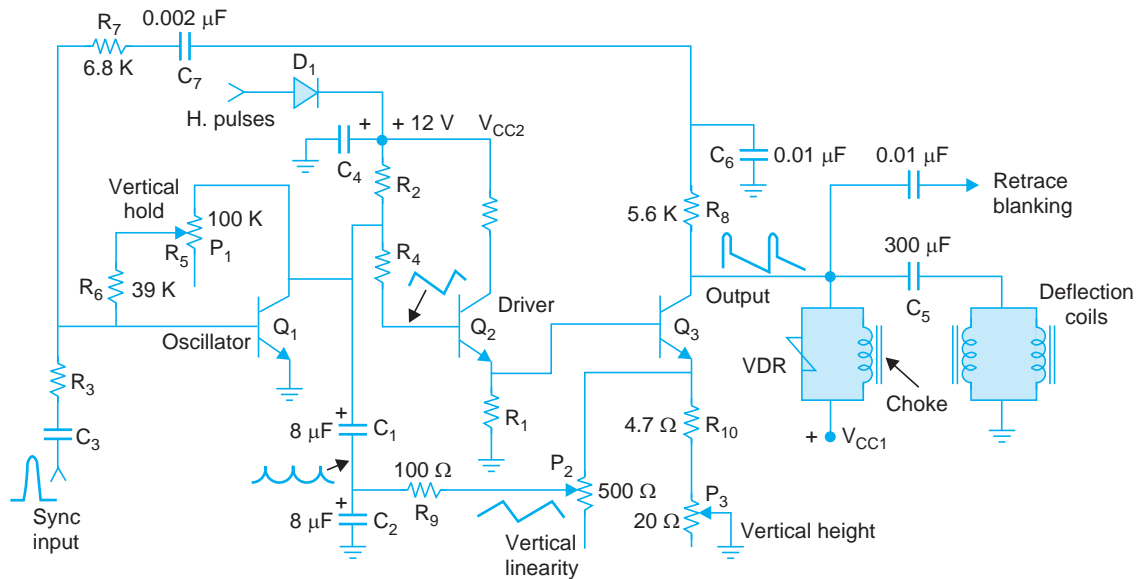 R7
0.002 μF
6.8 K
C7
D1
H. pulses
+
+ 12 V
VCC2
C4
R2
C6
0.01 μF
0.01 μF
Retrace
blanking
Vertical
hold
100 K
R5
P1
R6
39 K
R4
5.6 K
R8
300 μF
C5
Output
Deflection
coils
Driver
Oscillator
Q1
Q2
Q3
VDR
Choke
R3
C3
+
8 μF
C1
R1
4.7 Ω
R10
+
VCC1
100 Ω
R9
P2
500 Ω
P3
20 Ω
Vertical height
+
8 μF
C2
Sync
input
Vertical
linearity